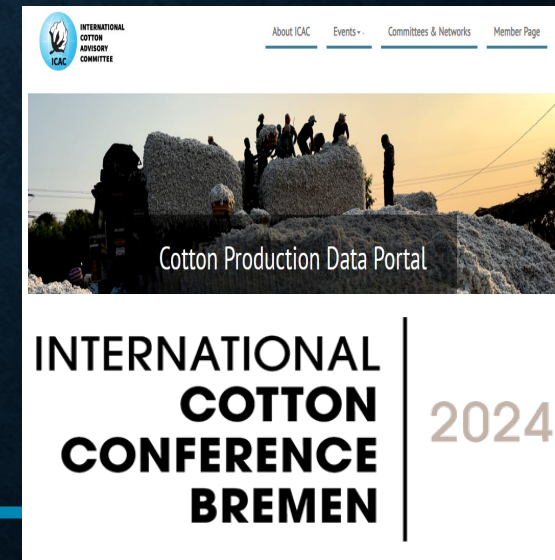 INTERNATIONAL
COTTON
ADVISORY
COMMITTEE
ICAC
About ICAC Events Committees & Networks Member Page
Cotton Production Data Portal
INTERNATIONAL
COTTON
CONFERENCE
BREMEN
2024